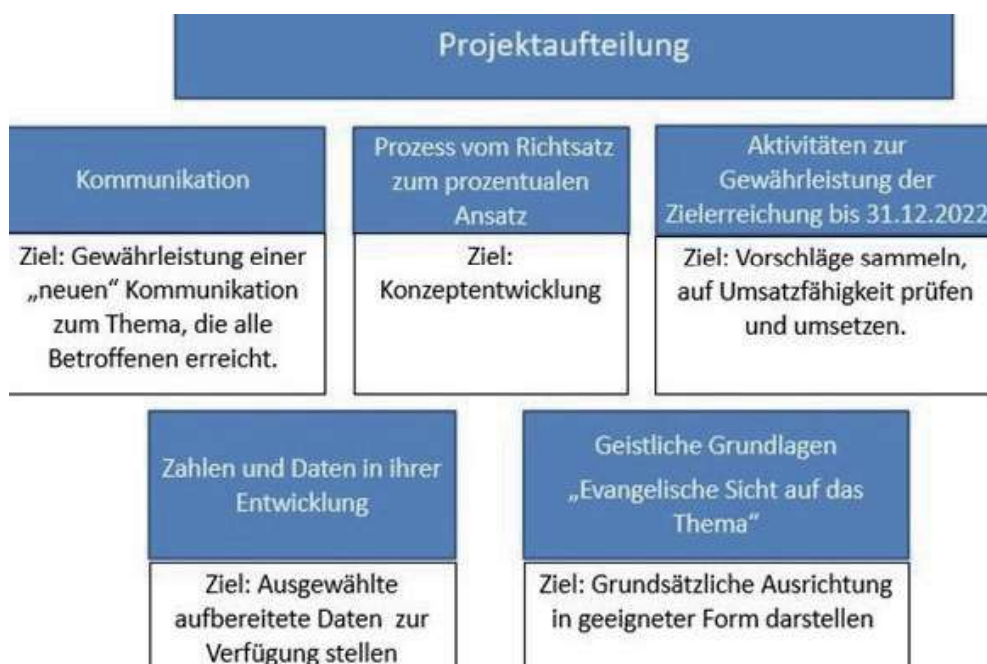 Projektaufteilung
Kommunikation
Ziel: Gewährleistung einer
„neuen“ Kommunikation
zum Thema, die alle
Betroffenen erreicht.
Prozess vom Richtsatz
zum prozentualen
Ansatz
Ziel:
Konzeptentwicklung
Aktivitäten zur
Gewährleistung der
Zielerreichung bis 31.12.2022
Ziel: Vorschläge sammeln,
auf Umsatzfähigkeit prüfen
und umsetzen.
Zahlen und Daten in ihrer
Entwicklung
Ziel: Ausgewählte
aufbereitete Daten zur
Verfügung stellen
Geistliche Grundlagen
„Evangelische Sicht auf das
Thema“
Ziel: Grundsätzliche Ausrichtung
in geeigneter Form darstellen